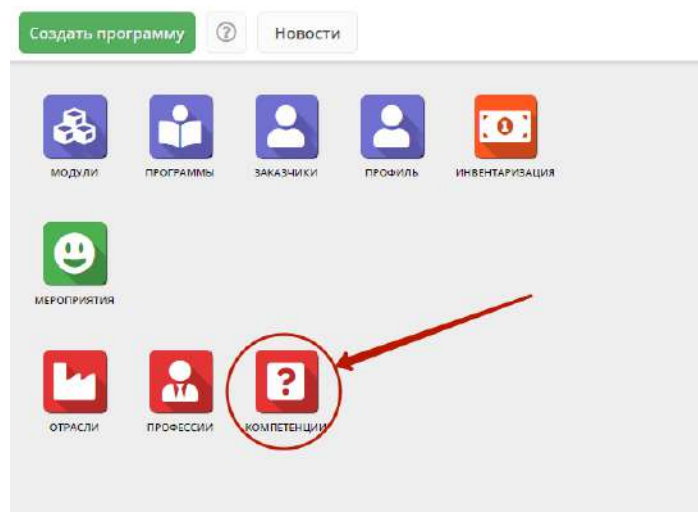 Создать программу ? Новости
МОДУЛИ ПРОГРАММЫ ЗАКАЗЧИКИ ПРОФИЛЬ ИНВЕНТАРИЗАЦИЯ
МЕРОПРИЯТИЯ
ОТРАСЛИ ПРОФЕССИИ КОМПЕТЕНЦИИ